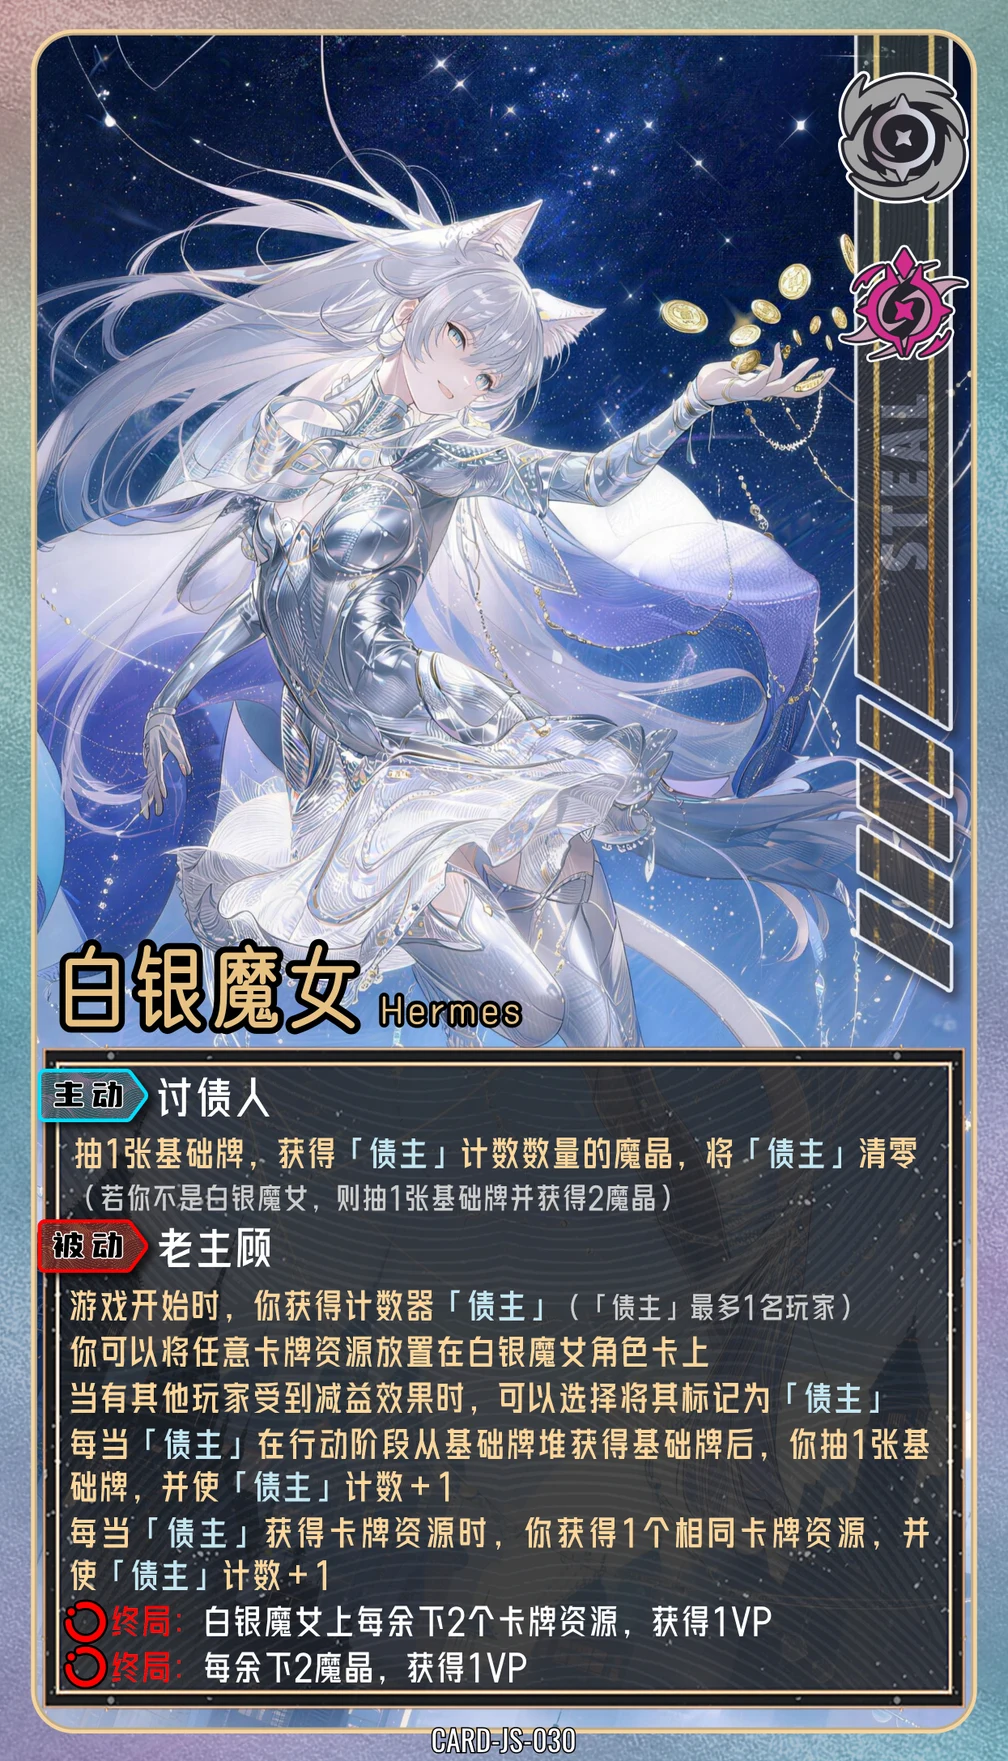 STEAL
白银魔女 Hermes
主动 讨债人
抽1张基础牌，获得「债主」计数数量的魔晶，将「债主」清零
（若你不是白银魔女，则抽1张基础牌并获得2魔晶）
被动 老主顾
游戏开始时，你获得计数器「债主」（「债主」最多1名玩家）
你可以将任意卡牌资源放置在白银魔女角色卡上
当有其他玩家受到减益效果时，可以选择将其标记为「债主」
每当「债主」在行动阶段从基础牌堆获得基础牌后，你抽1张基
础牌，并使「债主」计数+1
每当「债主」获得卡牌资源时，你获得1个相同卡牌资源，并
使「债主」计数+1
终局：白银魔女上每余下2个卡牌资源，获得1VP
终局：每余下2魔晶，获得1VP
CARD-JS-030